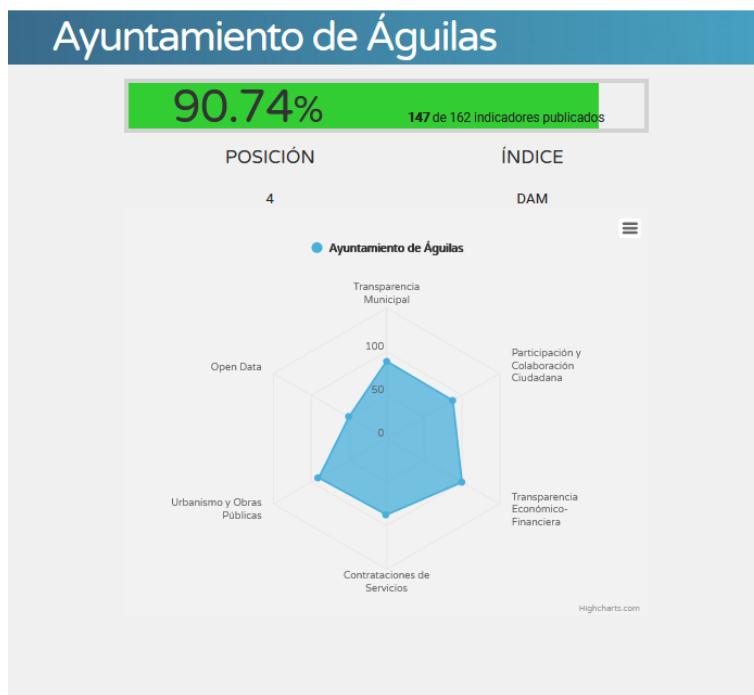 Ayuntamiento de Águilas
90.74%
147 de 162 indicadores publicados
POSICIÓN
ÍNDICE
4
DAM
Ayuntamiento de Águilas
Transparencia
Municipal
Participación y
Colaboración
Ciudadana
Transparencia
Económico-
Financiera
Contrataciones de
Servicios
Urbanismo y Obras
Públicas
Open Data
100
50
0
Highcharts.com